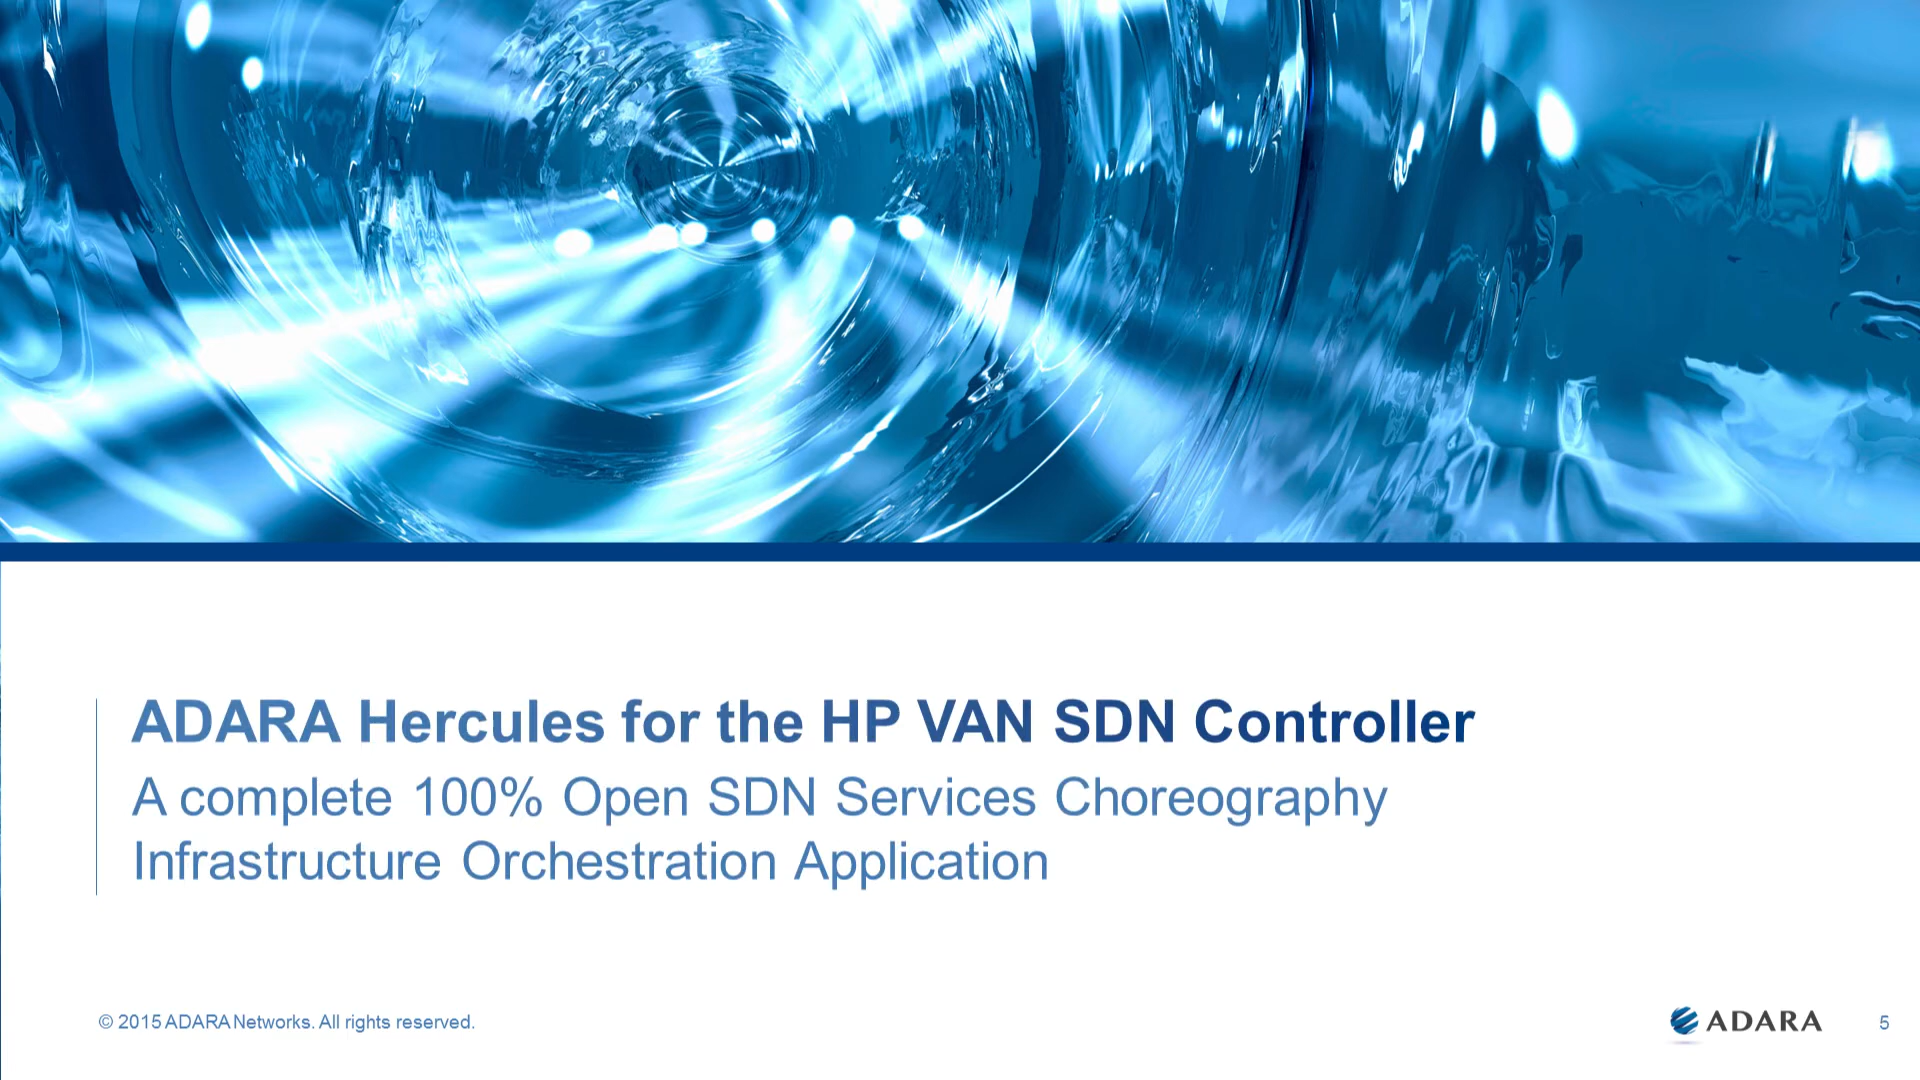 ADARA Hercules for the HP VAN SDN Controller
A complete 100% Open SDN Services Choreography
Infrastructure Orchestration Application
© 2015 ADARA Networks. All rights reserved.
ADARA
5